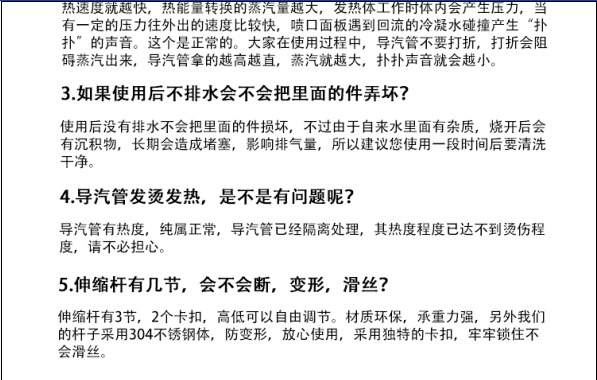 热速度就越快，热能量转换的蒸汽量越大，发热体工作时体内会产生压力，当
有一定的压力往外出的速度比较快，喷口面板遇到回流的冷凝水碰撞产生“扑
扑”的声音。这个是正常的。大家在使用过程中，导汽管不要打折，打折会阻
碍蒸汽出来，导汽管拿的越高越直，蒸汽就越大，扑扑声音就会越小。
3.如果使用后不排水会不会把里面的件弄坏？
使用后没有排水不会把里面的件损坏，不过由于自来水里面有杂质，烧开后会
有沉积物，长期会造成堵塞，影响排气量，所以建议您使用一段时间后要清洗
干净。
4.导汽管发烫发热，是不是有问题呢？
导汽管有热度，纯属正常，导汽管已经隔离处理，其热度程度已达不到烫伤程
度，请不必担心。
5.伸缩杆有几节，会不会断，变形，滑丝？
伸缩杆有3节，2个卡扣，高低可以自由调节。材质环保，承重力强，另外我们
的杆子采用304不锈钢体，防变形，放心使用，采用独特的卡扣，牢牢锁住不
会滑丝。